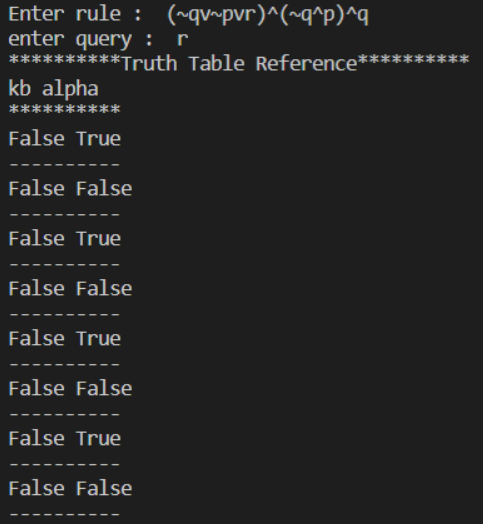 Enter rule :  (~qv~pvr)^(~q^p)^q
enter query :  r
**********Truth Table Reference**********
kb alpha
**********
False True
----------
False False
----------
False True
----------
False False
----------
False True
----------
False False
----------
False True
----------
False False
----------